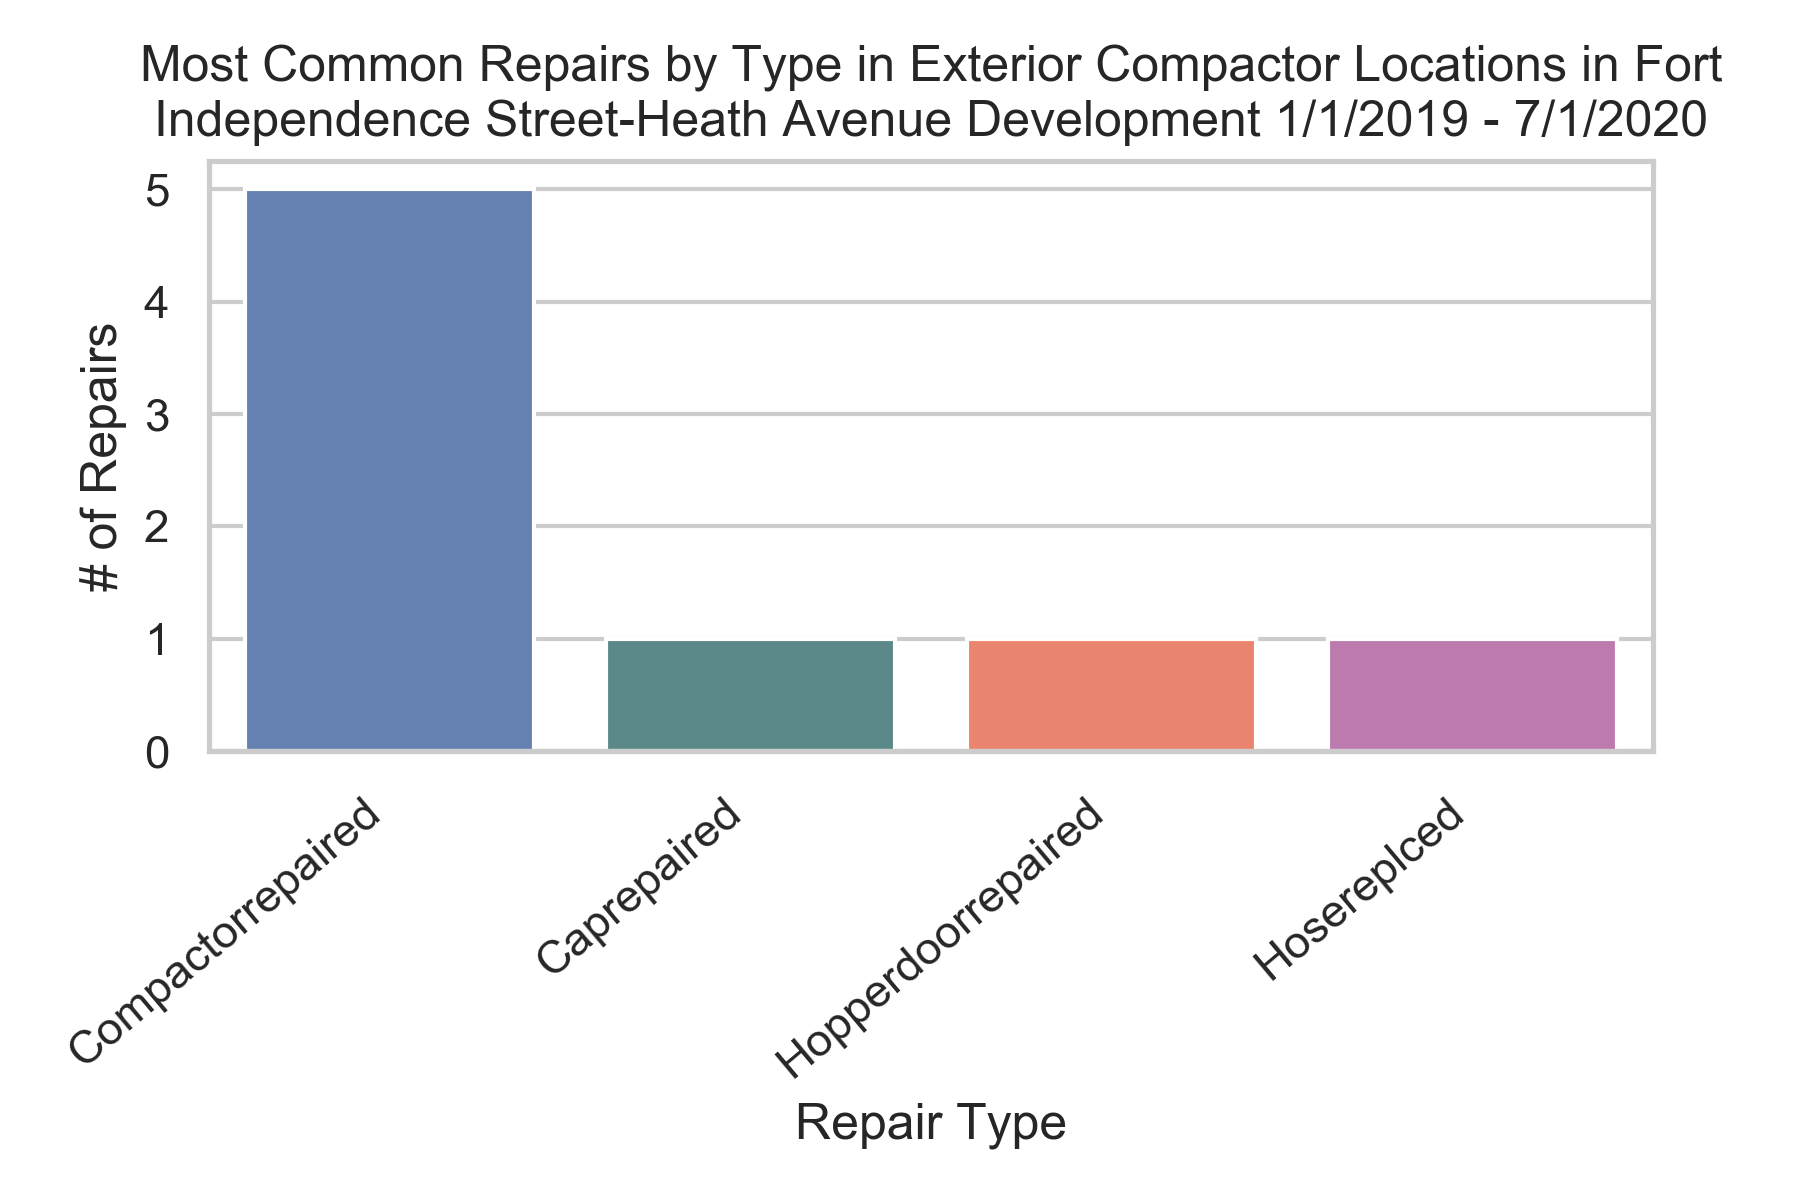 Most Common Repairs by Type in Exterior Compactor Locations in Fort
Independence Street-Heath Avenue Development 1/1/2019 - 7/1/2020
# of Repairs
5
4
3
2
1
0
Compactorrepaired
Caprepaired
Hopperdoorrepaired
Hosereplced
Repair Type